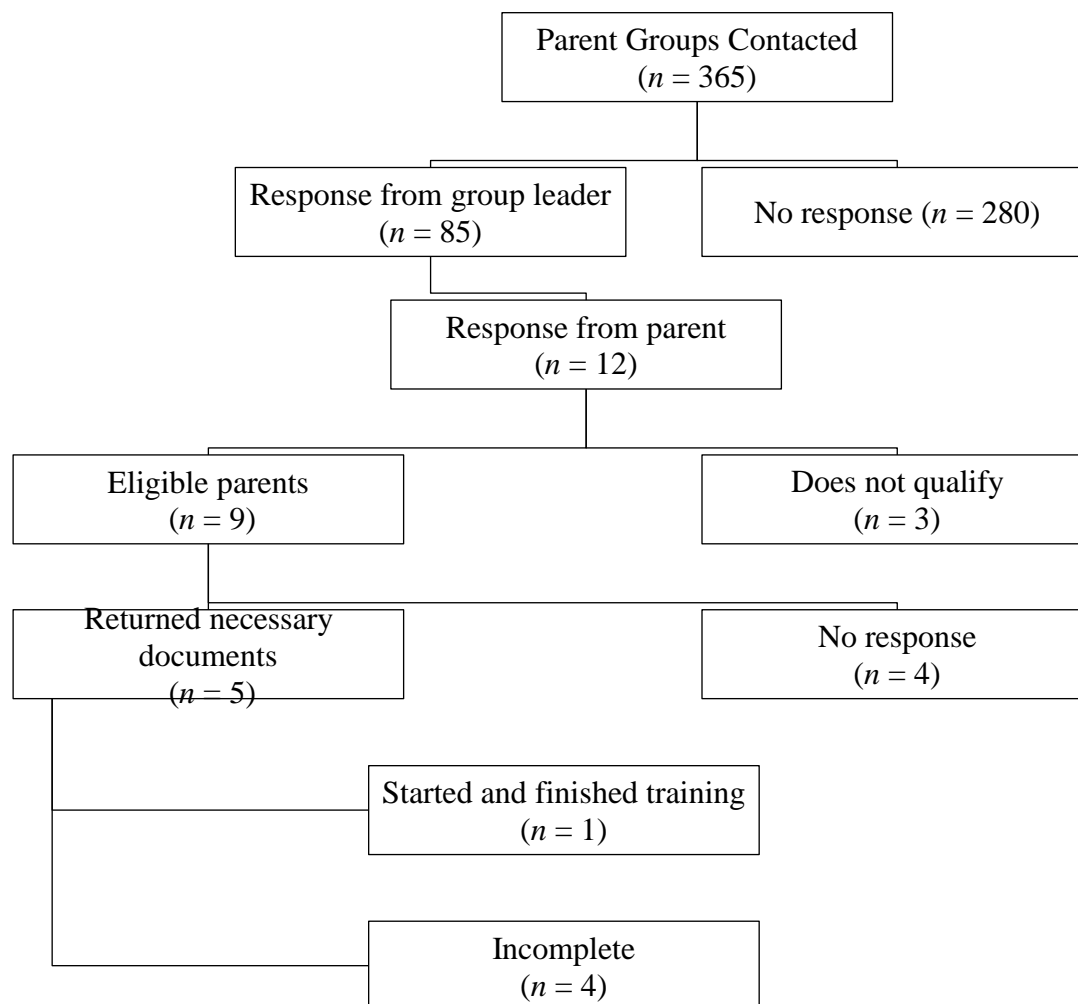 Parent Groups Contacted
(n = 365)
Response from group leader
(n = 85)
No response (n = 280)
Response from parent
(n = 12)
Eligible parents
(n = 9)
Does not qualify
(n = 3)
Returned necessary
documents
(n = 5)
No response
(n = 4)
Started and finished training
(n = 1)
Incomplete
(n = 4)